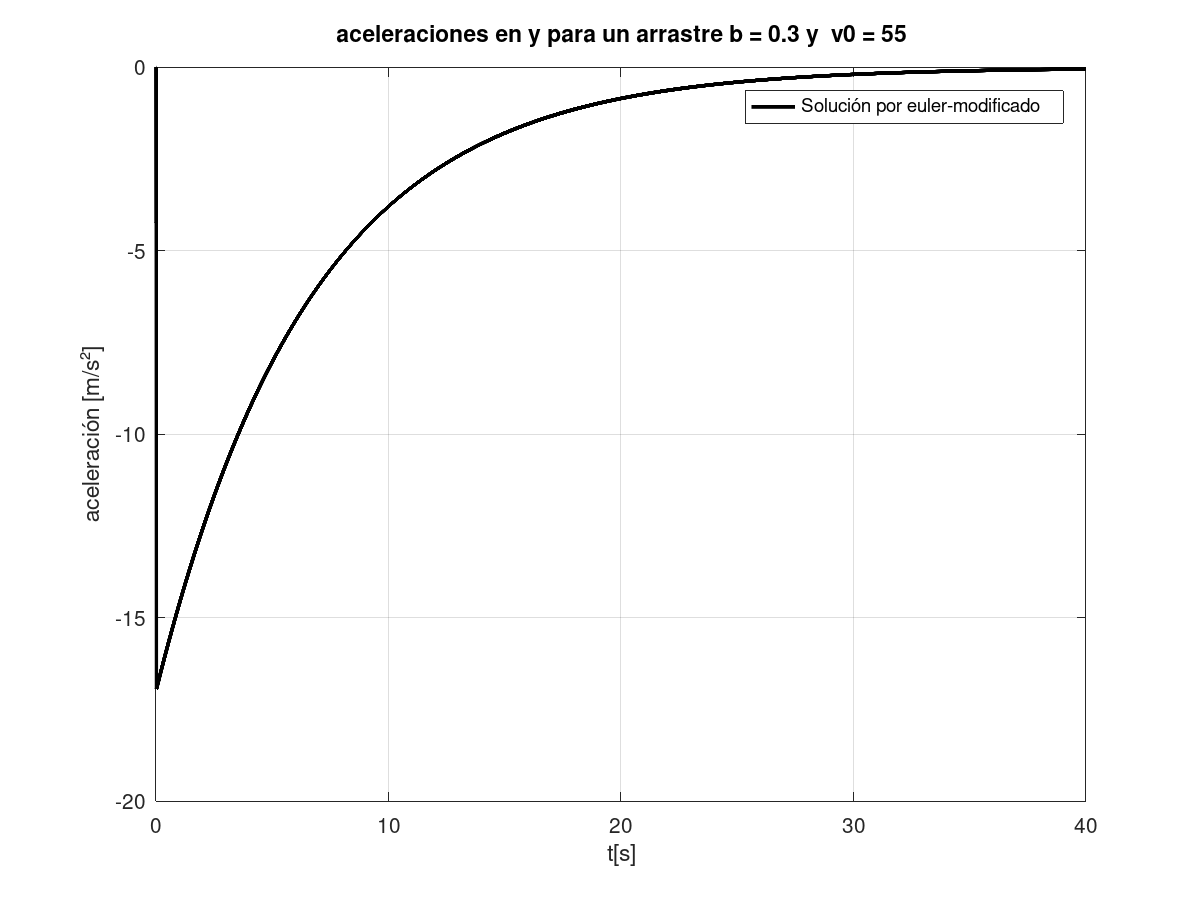 aceleraciones en y para un arrastre b = 0.3 y  v0 = 55
0
Solución por euler-modificado
-5
-10
-15
-20
aceleración [m/s²]
0 10 20 30 40
t[s]